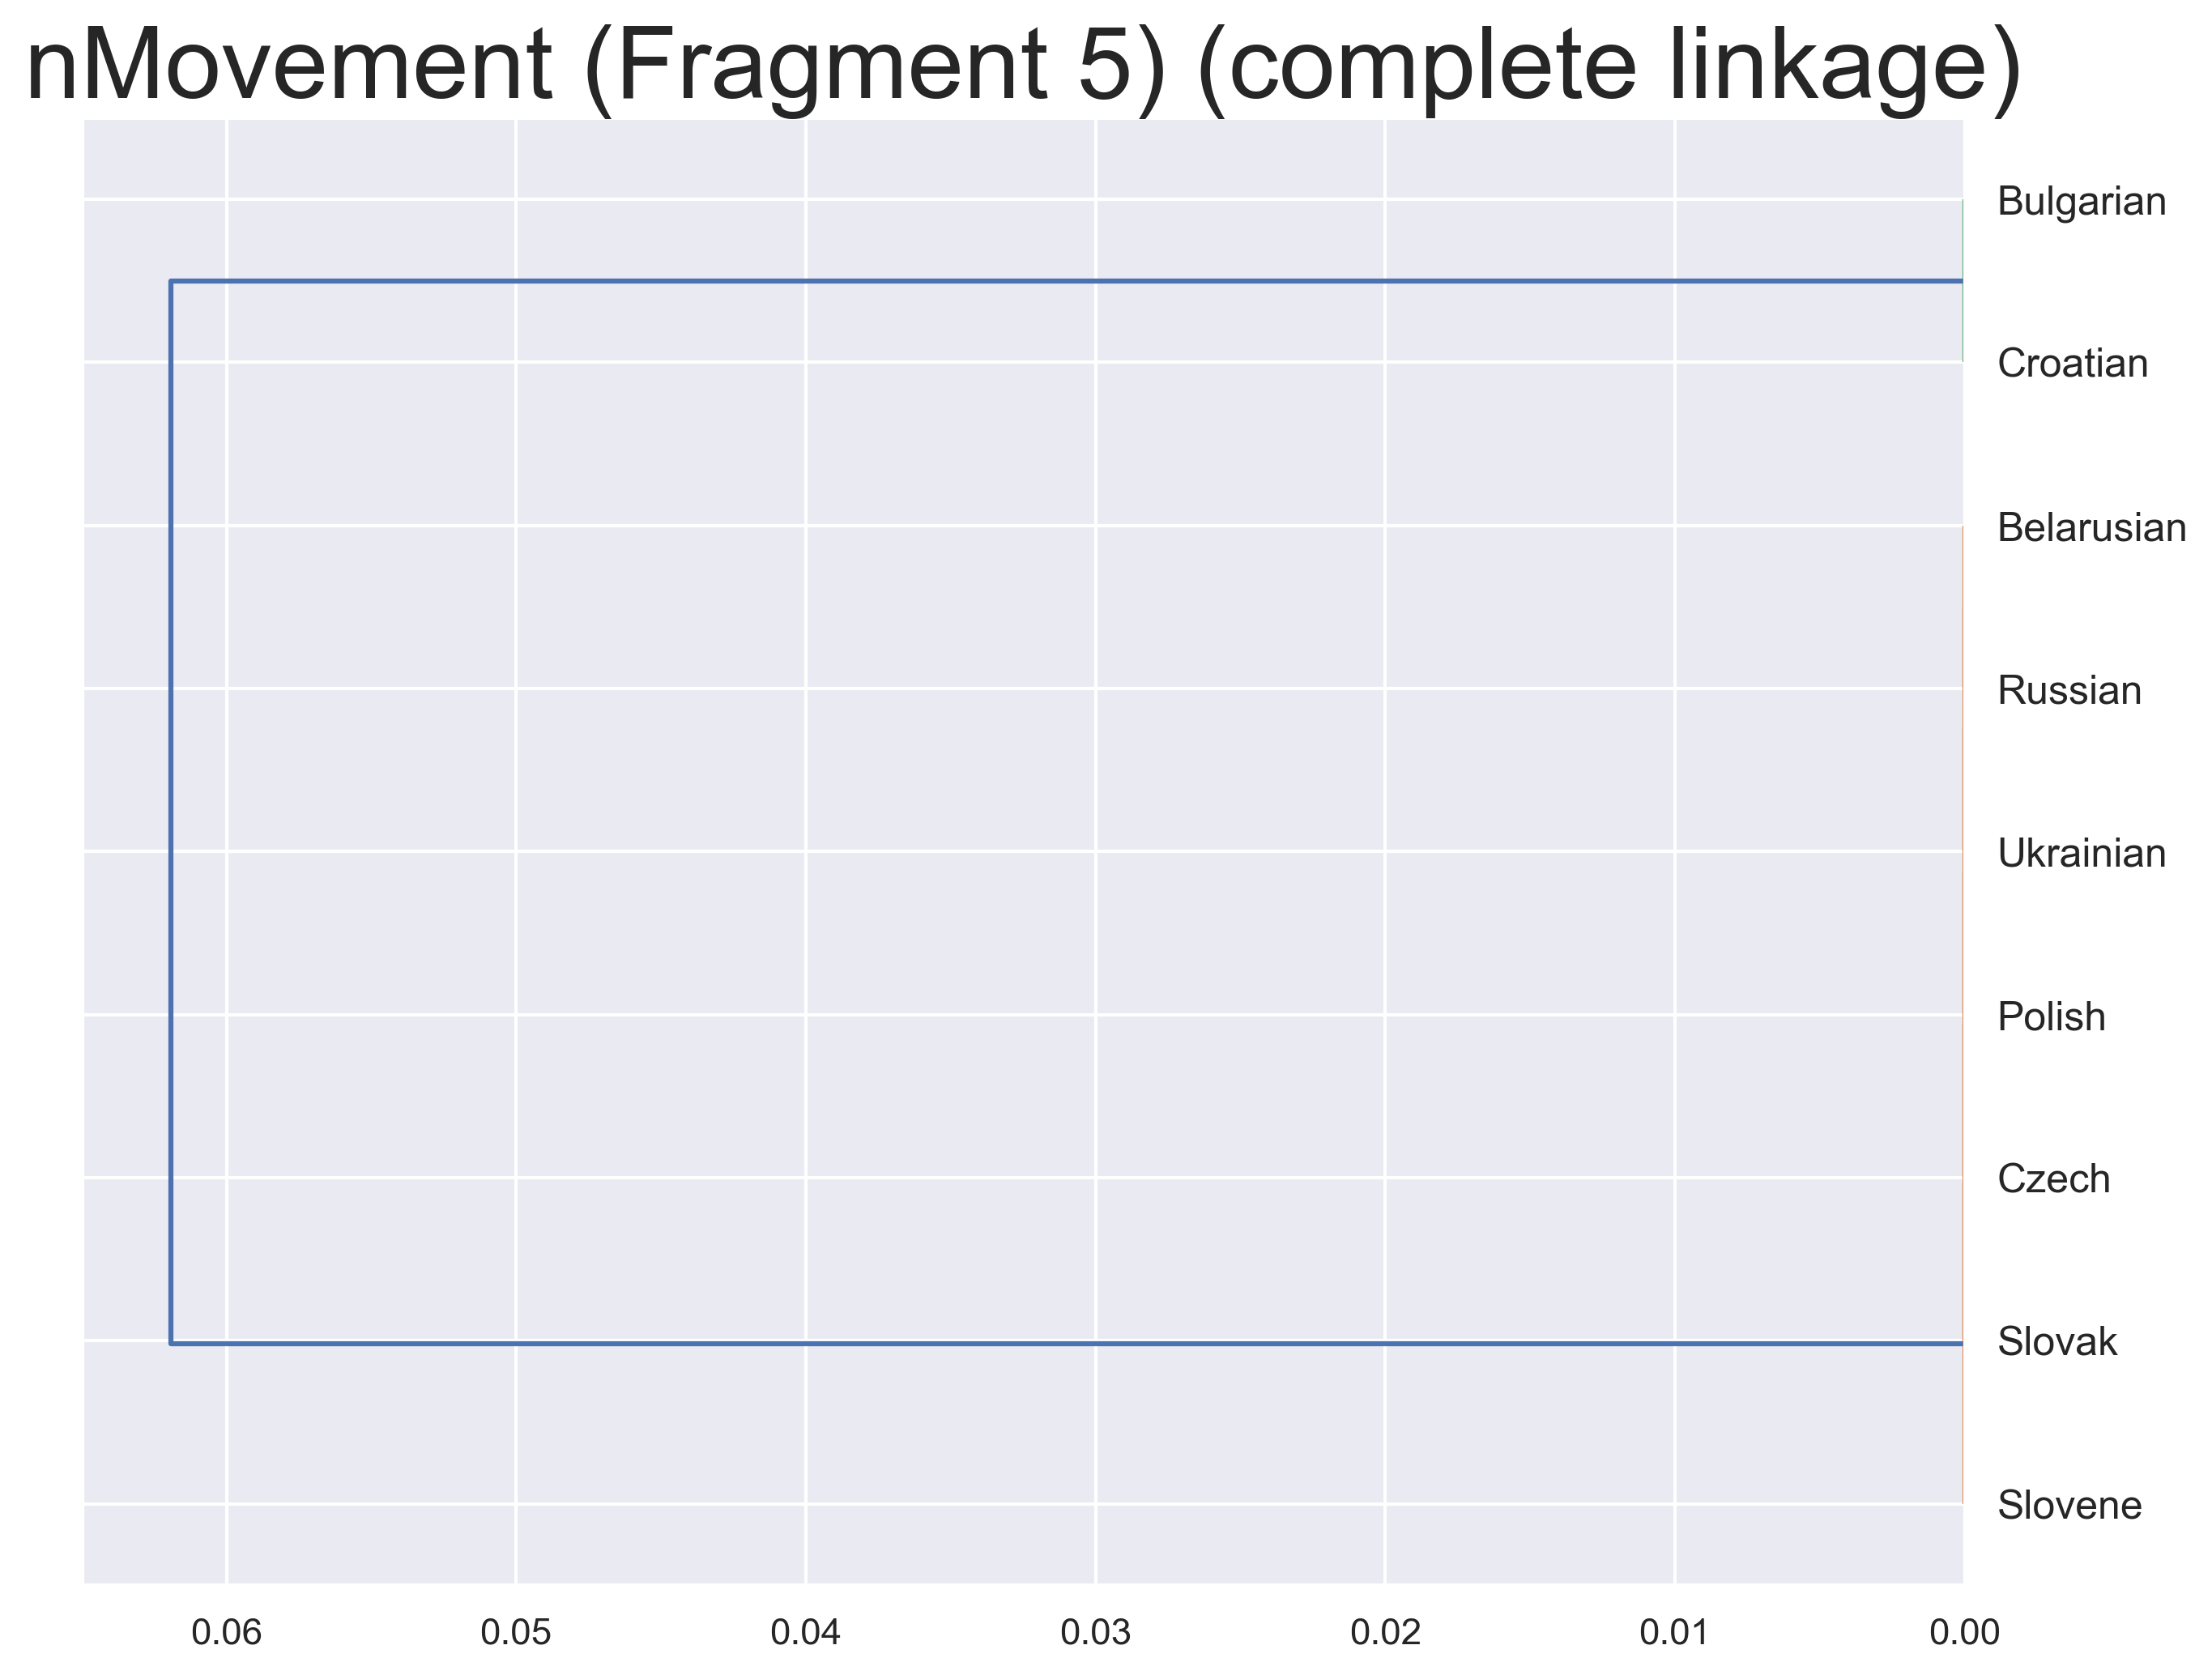 nMovement (Fragment 5) (complete linkage)
Bulgarian
Croatian
Belarusian
Russian
Ukrainian
Polish
Czech
Slovak
Slovene
0.06 0.05 0.04 0.03 0.02 0.01 0.00